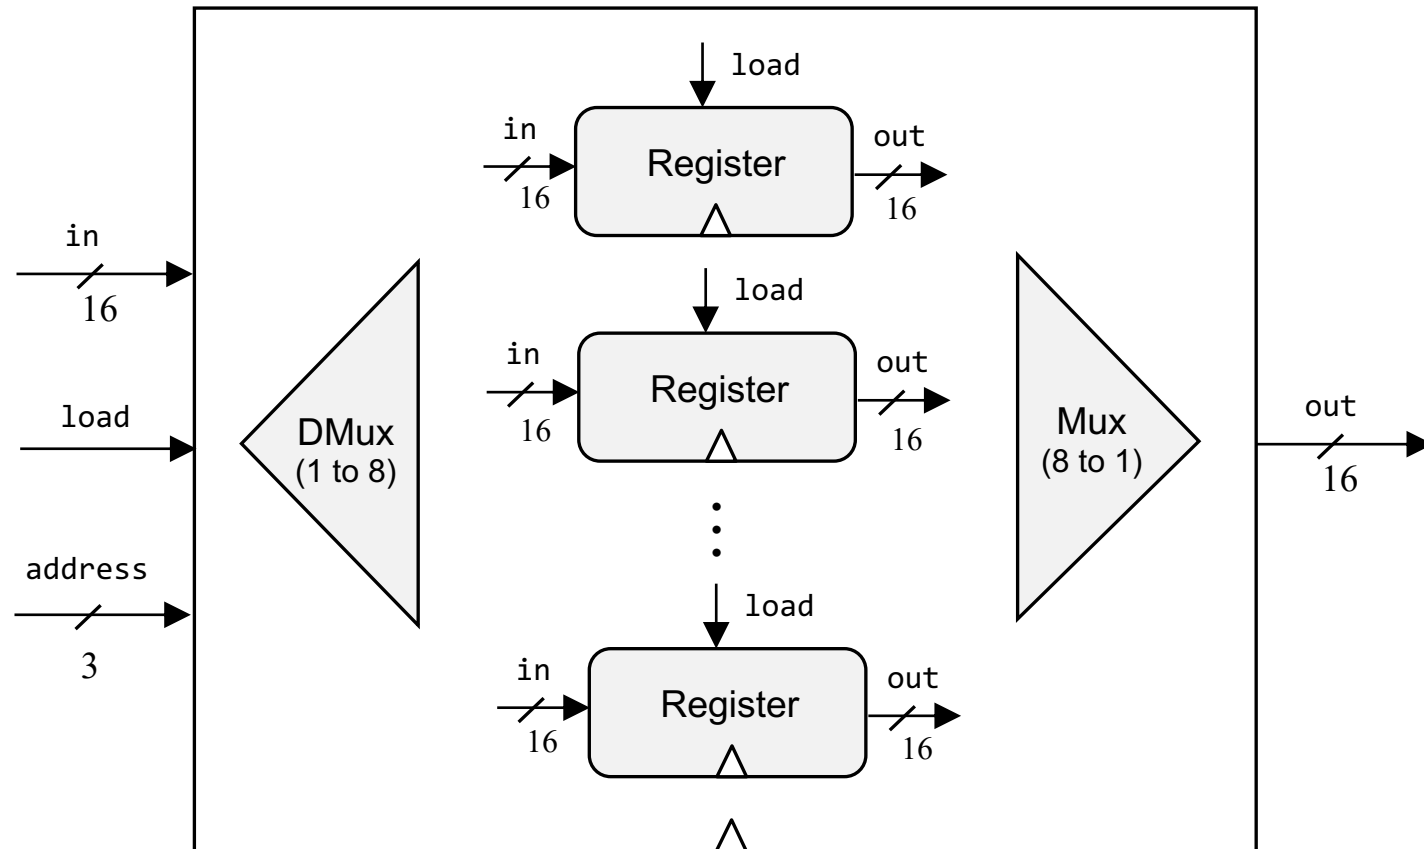 load
in
out
Register
16
16
in
16
load
in
out
Register
16
16
load
DMux
(1 to 8)
Mux
(8 to 1)
out
16
address
3
load
in
out
Register
16
16